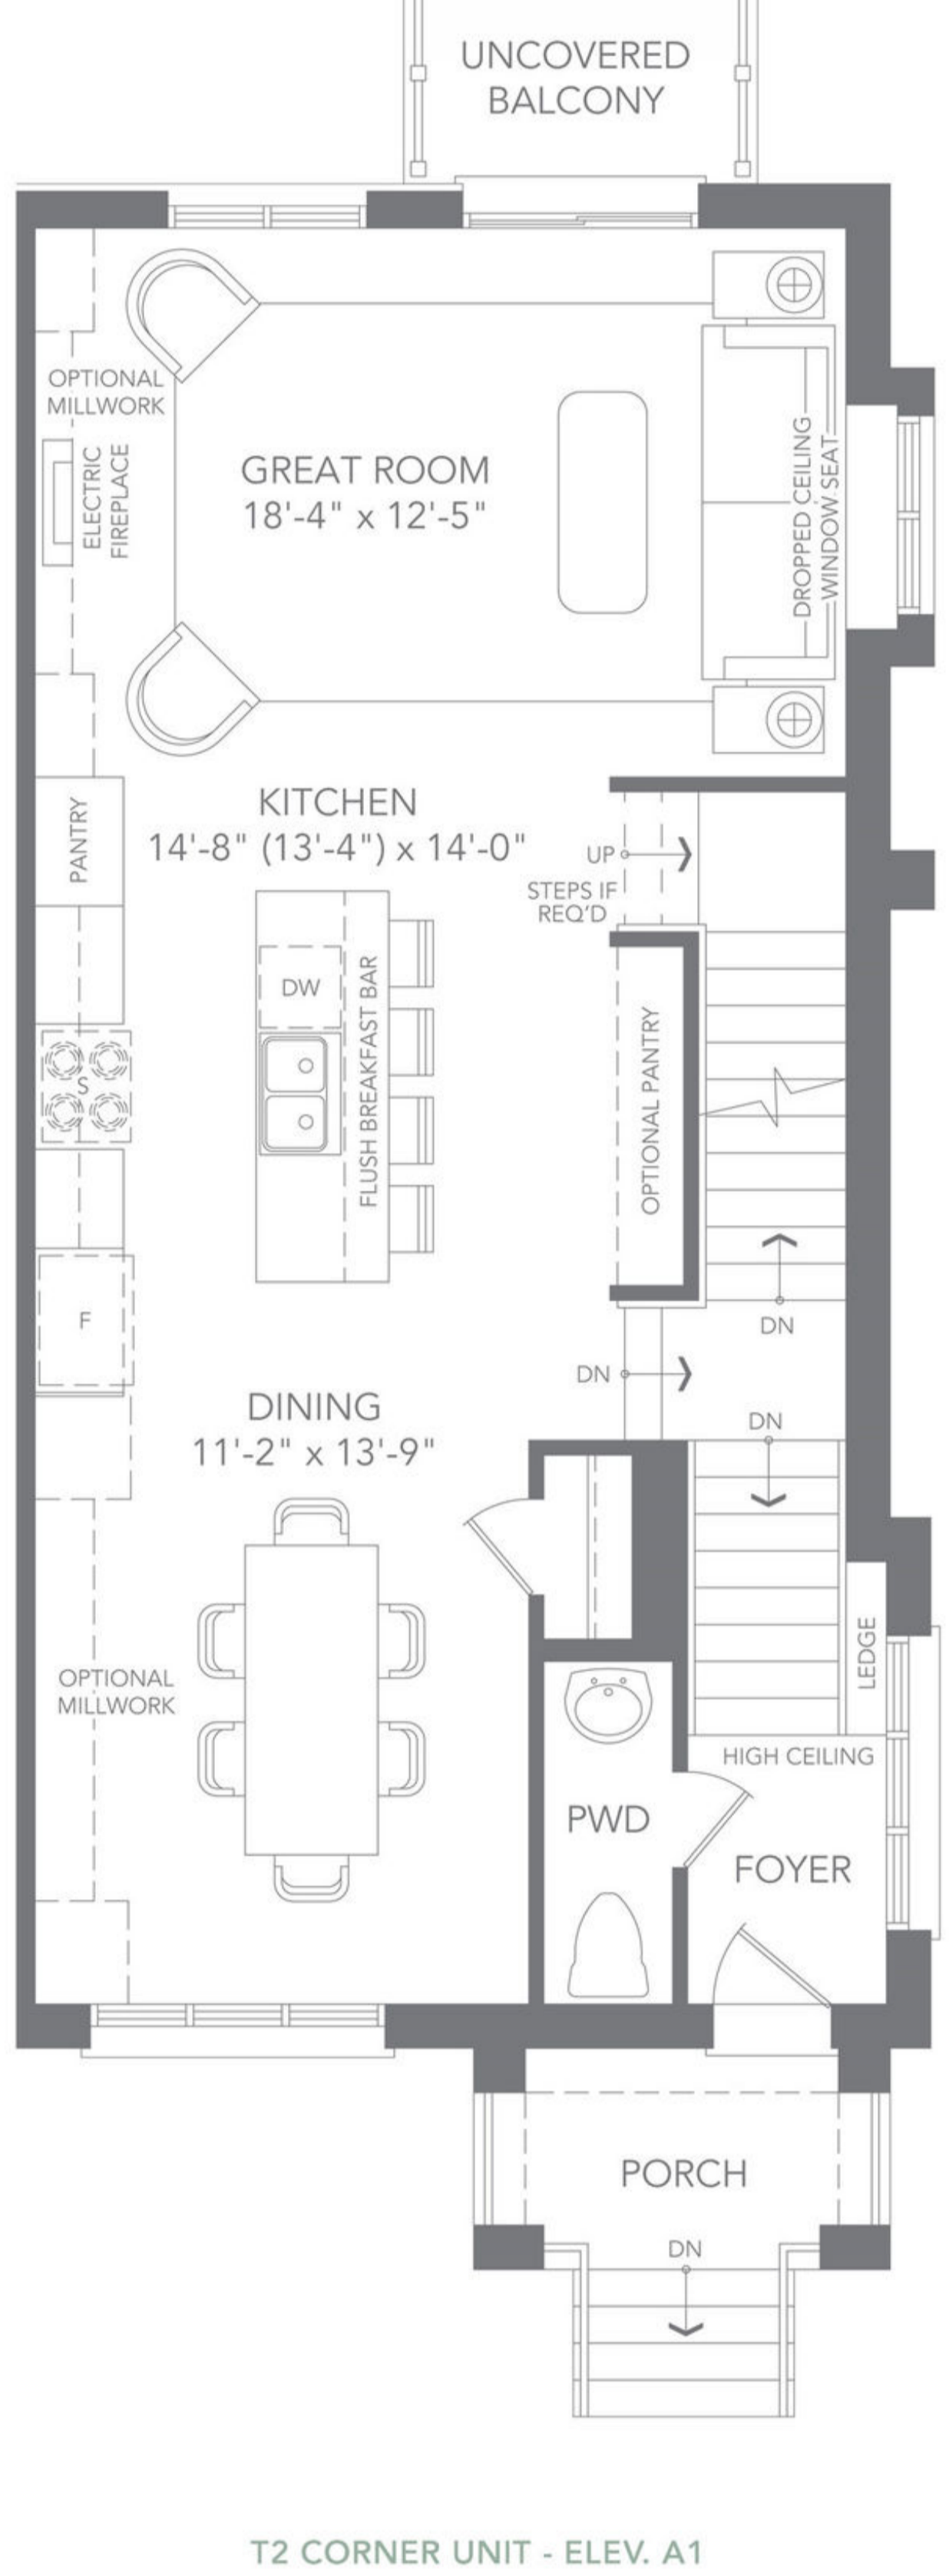 UNCOVERED
BALCONY
OPTIONAL
MILLWORK
ELECTRIC
FIREPLACE
GREAT ROOM
18'-4" x 12'-5"
DROPPED CEILING
WINDOW SEAT
KITCHEN
14'-8" (13'-4") x 14'-0"
PANTRY
UP
STEPS IF
REQ'D
DW
FLUSH BREAKFAST BAR
S
OPTIONAL PANTRY
F
DN
DN
DINING
11'-2" x 13'-9"
DN
OPTIONAL
MILLWORK
LEDGE
HIGH CEILING
PWD
FOYER
PORCH
DN
T2 CORNER UNIT - ELEV. A1